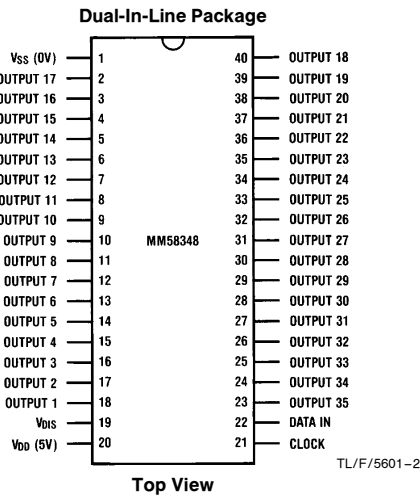 Dual-In-Line Package
VSS (0V) 1 40 OUTPUT 18
OUTPUT 17 2 39 OUTPUT 19
OUTPUT 16 3 38 OUTPUT 20
OUTPUT 15 4 37 OUTPUT 21
OUTPUT 14 5 36 OUTPUT 22
OUTPUT 13 6 35 OUTPUT 23
OUTPUT 12 7 34 OUTPUT 24
OUTPUT 11 8 33 OUTPUT 25
OUTPUT 10 9 32 OUTPUT 26
OUTPUT 9 10 MM58348 31 OUTPUT 27
OUTPUT 8 11 30 OUTPUT 28
OUTPUT 7 12 29 OUTPUT 29
OUTPUT 6 13 28 OUTPUT 30
OUTPUT 5 14 27 OUTPUT 31
OUTPUT 4 15 26 OUTPUT 32
OUTPUT 3 16 25 OUTPUT 33
OUTPUT 2 17 24 OUTPUT 34
OUTPUT 1 18 23 OUTPUT 35
VDIS 19 22 DATA IN
VDD (5V) 20 21 CLOCK
TL/F/5601–2
Top View